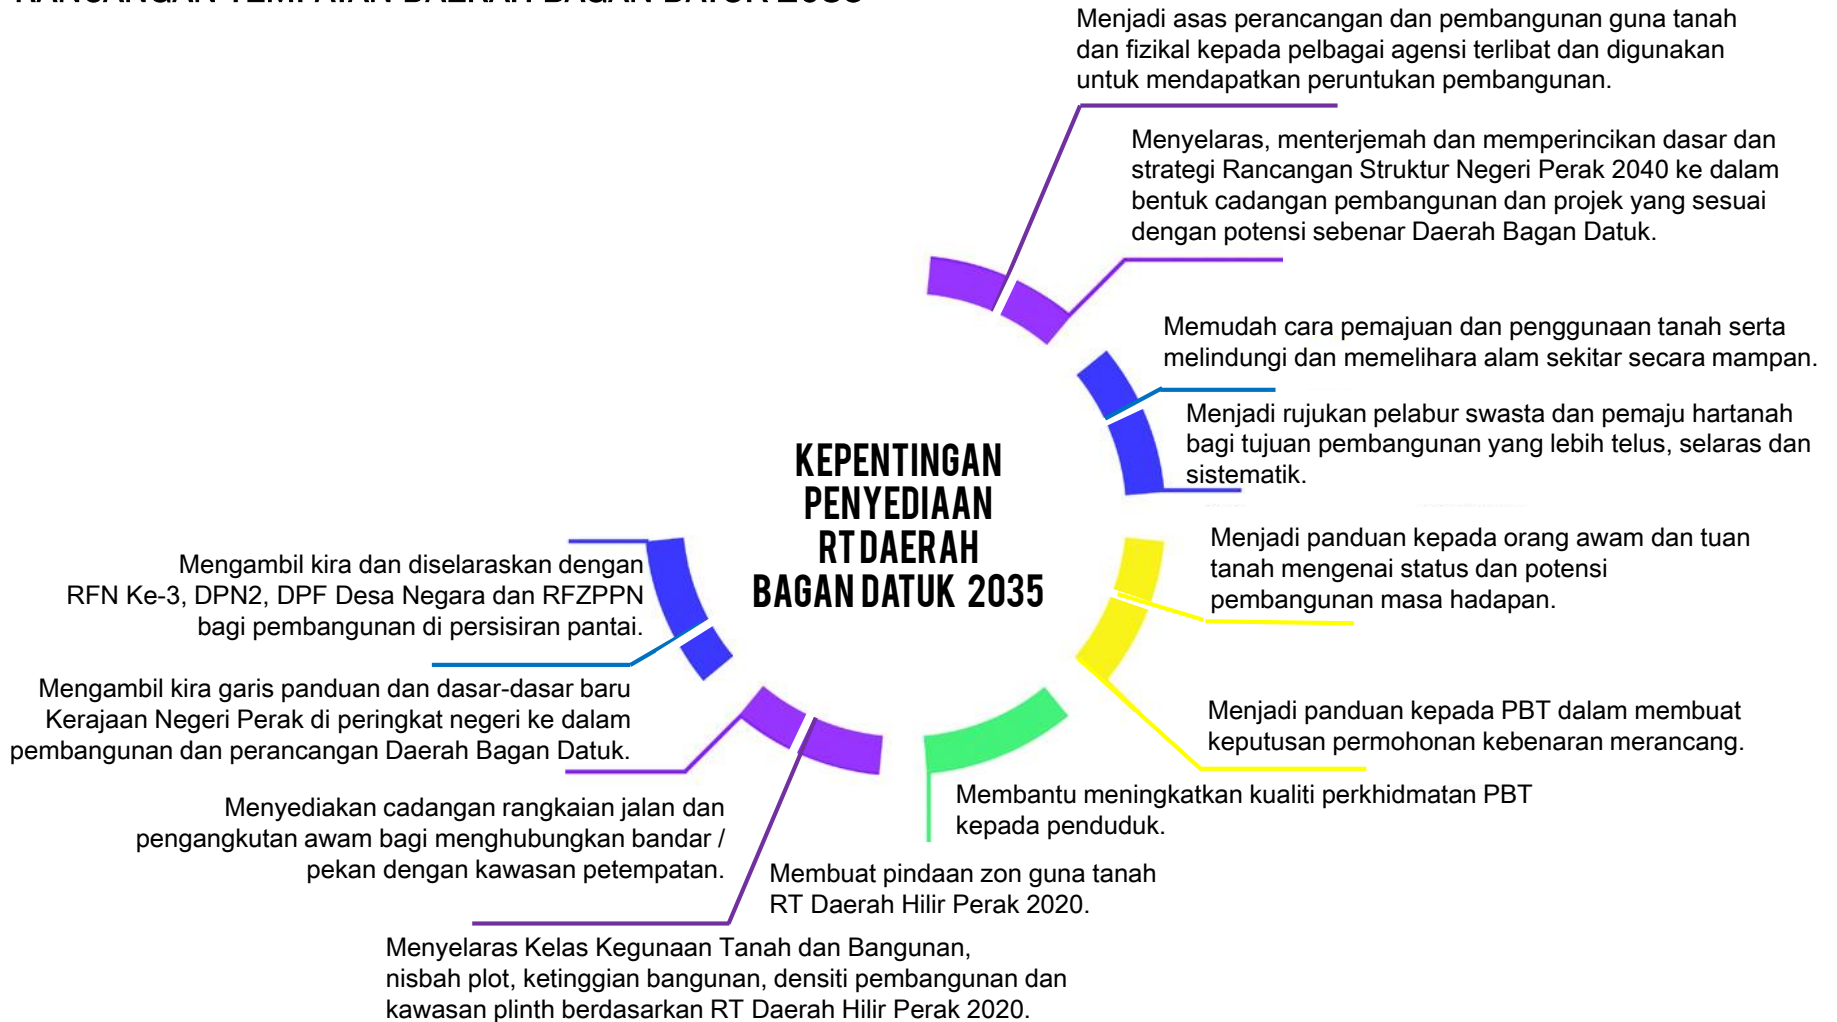 RANCANGAN TEMPATAN DAERAH BAGAN DATUK 2035
Menjadi asas perancangan dan pembangunan guna tanah
dan fizikal kepada pelbagai agensi terlibat dan digunakan
untuk mendapatkan peruntukan pembangunan.
Menyelaras, menterjemah dan memperincikan dasar dan
strategi Rancangan Struktur Negeri Perak 2040 ke dalam
bentuk cadangan pembangunan dan projek yang sesuai
dengan potensi sebenar Daerah Bagan Datuk.
Memudah cara pemajuan dan penggunaan tanah serta
melindungi dan memelihara alam sekitar secara mampan.
Menjadi rujukan pelabur swasta dan pemaju hartanah
bagi tujuan pembangunan yang lebih telus, selaras dan
sistematik.
KEPENTINGAN
PENYEDIAAN
RT DAERAH
BAGAN DATUK 2035
Menjadi panduan kepada orang awam dan tuan
tanah mengenai status dan potensi
pembangunan masa hadapan.
Menjadi panduan kepada PBT dalam membuat
keputusan permohonan kebenaran merancang.
Membantu meningkatkan kualiti perkhidmatan PBT
kepada penduduk.
Membuat pindaan zon guna tanah
RT Daerah Hilir Perak 2020.
Menyelaras Kelas Kegunaan Tanah dan Bangunan,
nisbah plot, ketinggian bangunan, densiti pembangunan dan
kawasan plinth berdasarkan RT Daerah Hilir Perak 2020.
Menyediakan cadangan rangkaian jalan dan
pengangkutan awam bagi menghubungkan bandar /
pekan dengan kawasan petempatan.
Mengambil kira garis panduan dan dasar-dasar baru
Kerajaan Negeri Perak di peringkat negeri ke dalam
pembangunan dan perancangan Daerah Bagan Datuk.
Mengambil kira dan diselaraskan dengan
RFN Ke-3, DPN2, DPF Desa Negara dan RFZPPN
bagi pembangunan di persisiran pantai.